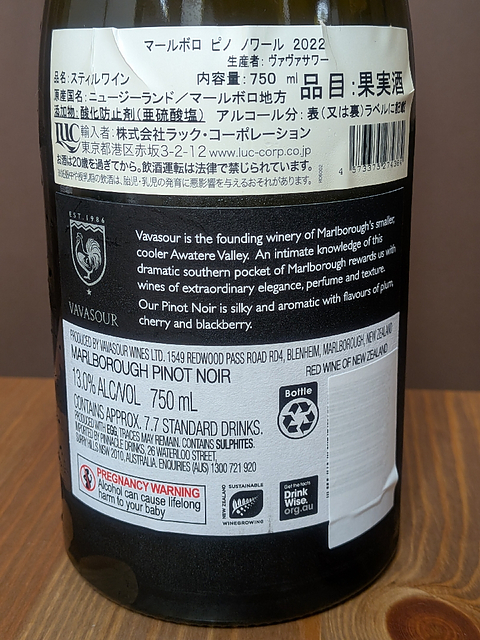 マールボロ ピノ ノワール 2022
生産者: ヴァヴァサワー
品名: スティルワイン 内容量: 750 ml 品目: 果実酒
原産国名: ニュージーランド／マールボロ地方
添加物: 酸化防止剤(亜硫酸塩) アルコール分: 表(又は裏)ラベルに記載
LUC 輸入者: 株式会社ラック・コーポレーション
東京都港区赤坂3-2-12 www.luc-corp.co.jp
お酒は20歳を過ぎてから。飲酒運転は法律で禁じられています。
妊娠中や授乳期の飲酒は、胎児・乳児の発育に悪影響を与えるおそれがあります。
EST. 1986
VAVASOUR
Vavasour is the founding winery of Marlborough's smaller,
cooler Awatere Valley. An intimate knowledge of this
dramatic southern pocket of Marlborough rewards us with
wines of extraordinary elegance, perfume and texture.
Our Pinot Noir is silky and aromatic with flavours of plum,
cherry and blackberry.
PRODUCED BY VAVASOUR WINES LTD. 1549 REDWOOD PASS ROAD RD4, BLENHEIM, MARLBOROUGH, NEW ZEALAND
MARLBOROUGH PINOT NOIR RED WINE OF NEW ZEALAND
13.0% ALC/VOL 750 mL
CONTAINS APPROX. 7.7 STANDARD DRINKS.
PRODUCED WITH EGG, TRACES MAY REMAIN. CONTAINS SULPHITES.
IMPORTED BY PINNACLE DRINKS, 26 WATERLOO STREET,
SURRY HILLS NSW 2010, AUSTRALIA. ENQUIRIES (AUS) 1300 721 920
Bottle
PREGNANCY WARNING
Alcohol can cause lifelong
harm to your baby
NEW ZEALAND
SUSTAINABLE
WINEGROWING
Get the facts
Drink
Wise.
org.au